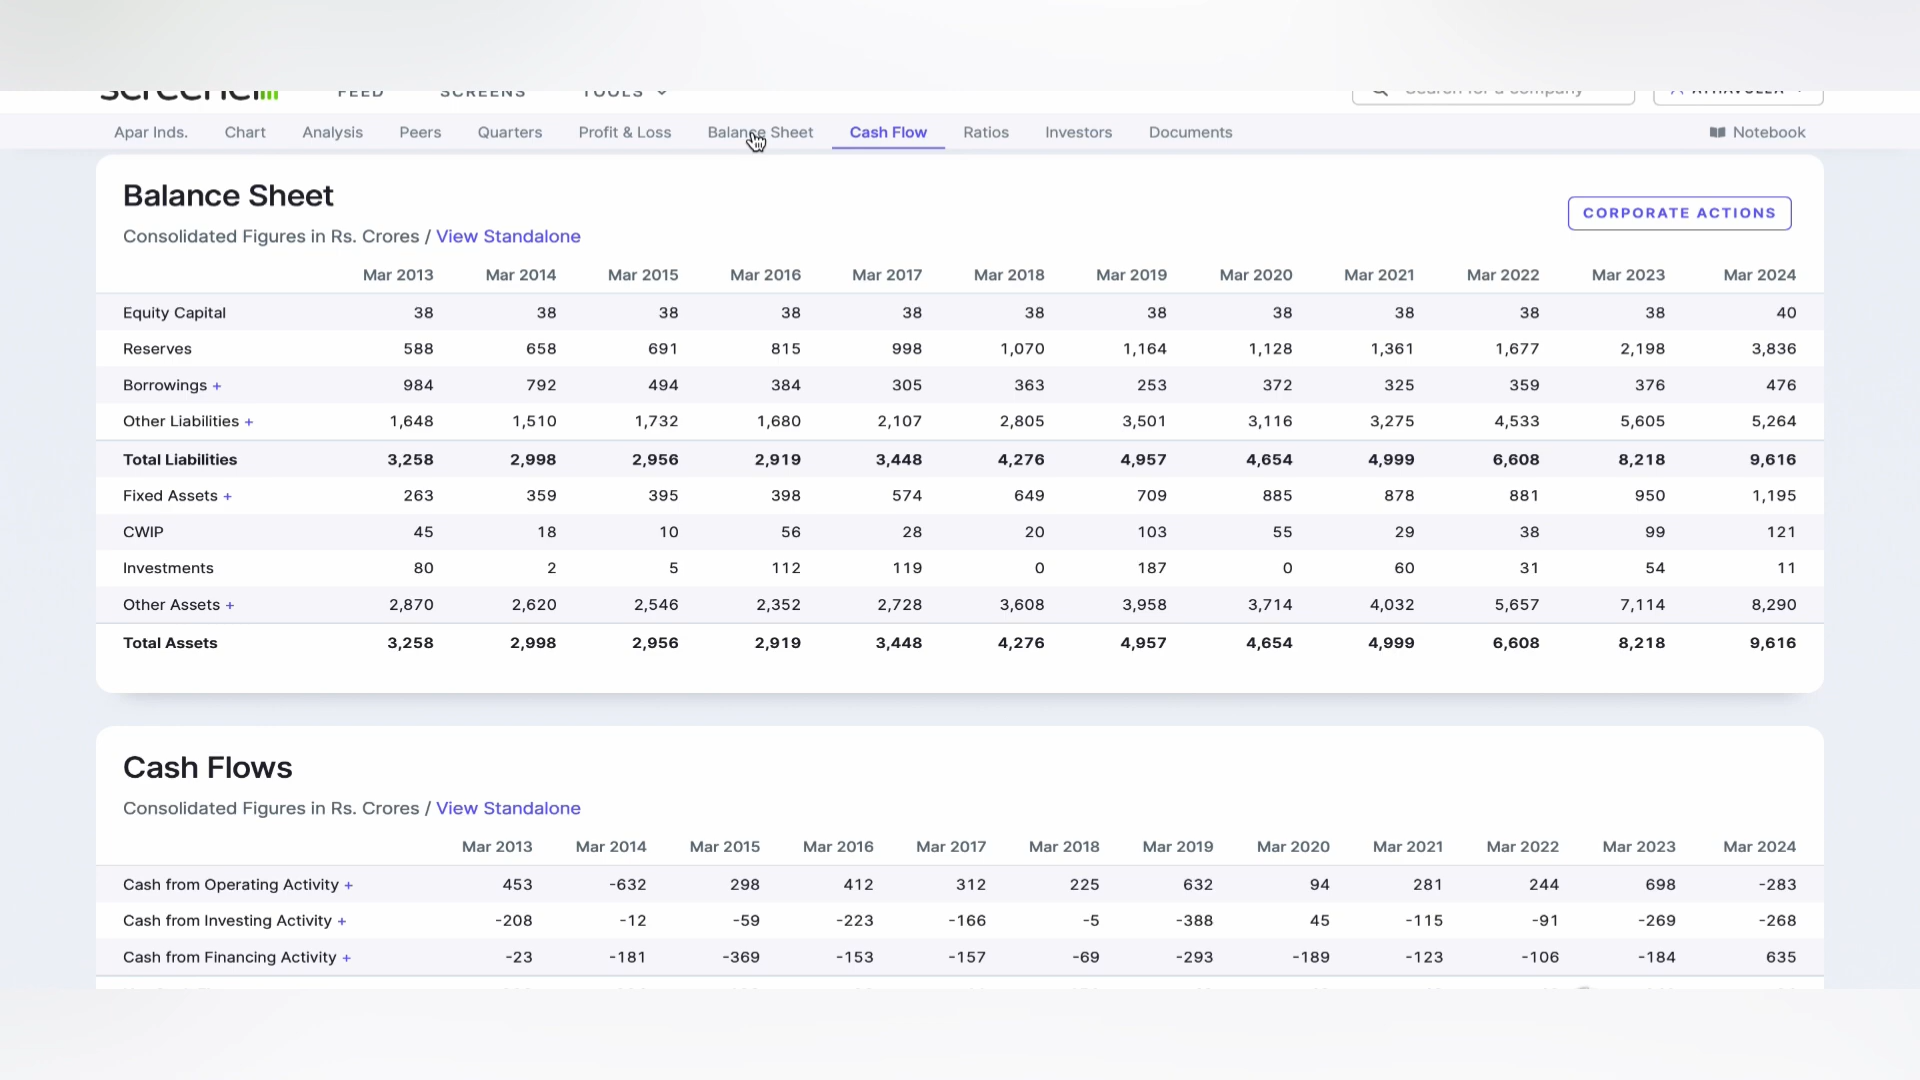 screener
FEED SCREENS TOOLS Search for a company
Apar Inds. Chart Analysis Peers Quarters Profit & Loss Balance Sheet Cash Flow Ratios Investors Documents Notebook
Balance Sheet
CORPORATE ACTIONS
Consolidated Figures in Rs. Crores / View Standalone
Mar 2013 Mar 2014 Mar 2015 Mar 2016 Mar 2017 Mar 2018 Mar 2019 Mar 2020 Mar 2021 Mar 2022 Mar 2023 Mar 2024
Equity Capital 38 38 38 38 38 38 38 38 38 38 38 40
Reserves 588 658 691 815 998 1,070 1,164 1,128 1,361 1,677 2,198 3,836
Borrowings + 984 792 494 384 305 363 253 372 325 359 376 476
Other Liabilities + 1,648 1,510 1,732 1,680 2,107 2,805 3,501 3,116 3,275 4,533 5,605 5,264
Total Liabilities 3,258 2,998 2,956 2,919 3,448 4,276 4,957 4,654 4,999 6,608 8,218 9,616
Fixed Assets + 263 359 395 398 574 649 709 885 878 881 950 1,195
CWIP 45 18 10 56 28 20 103 55 29 38 99 121
Investments 80 2 5 112 119 0 187 0 60 31 54 11
Other Assets + 2,870 2,620 2,546 2,352 2,728 3,608 3,958 3,714 4,032 5,657 7,114 8,290
Total Assets 3,258 2,998 2,956 2,919 3,448 4,276 4,957 4,654 4,999 6,608 8,218 9,616
Cash Flows
Consolidated Figures in Rs. Crores / View Standalone
Mar 2013 Mar 2014 Mar 2015 Mar 2016 Mar 2017 Mar 2018 Mar 2019 Mar 2020 Mar 2021 Mar 2022 Mar 2023 Mar 2024
Cash from Operating Activity + 453 -632 298 412 312 225 632 94 281 244 698 -283
Cash from Investing Activity + -208 -12 -59 -223 -166 -5 -388 45 -115 -91 -269 -268
Cash from Financing Activity + -23 -181 -369 -153 -157 -69 -293 -189 -123 -106 -184 635